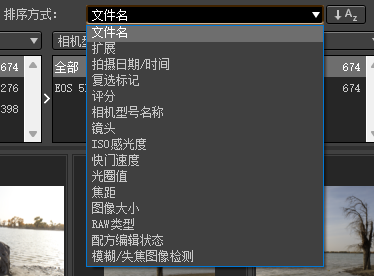 排序方式: 文件名 ↓A Z
文件名
扩展
拍摄日期/时间
复选标记
评分
相机型号名称
镜头
ISO感光度
快门速度
光圈值
焦距
图像大小
RAW类型
配方编辑状态
模糊/失焦图像检测
相机型
674 全部 674
276 EOS 5 674
398